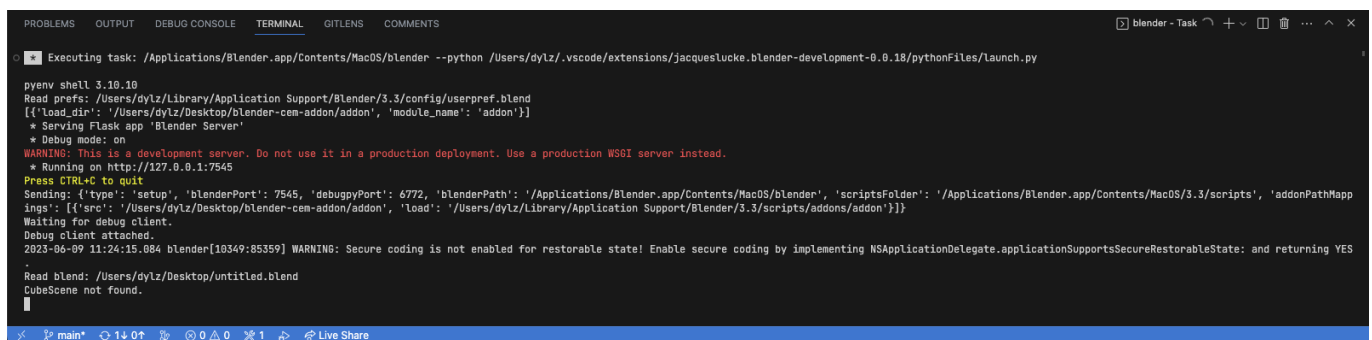 PROBLEMS OUTPUT DEBUG CONSOLE TERMINAL GITLENS COMMENTS blender - Task
* Executing task: /Applications/Blender.app/Contents/MacOS/blender --python /Users/dylz/.vscode/extensions/jacqueslucke.blender-development-0.0.18/pythonFiles/launch.py
pyenv shell 3.10.10
Read prefs: /Users/dylz/Library/Application Support/Blender/3.3/config/userpref.blend
[{'load_dir': '/Users/dylz/Desktop/blender-cem-addon/addon', 'module_name': 'addon'}]
* Serving Flask app 'Blender Server'
* Debug mode: on
WARNING: This is a development server. Do not use it in a production deployment. Use a production WSGI server instead.
* Running on http://127.0.0.1:7545
Press CTRL+C to quit
Sending: {'type': 'setup', 'blenderPort': 7545, 'debugpyPort': 6772, 'blenderPath': '/Applications/Blender.app/Contents/MacOS/blender', 'scriptsFolder': '/Applications/Blender.app/Contents/MacOS/3.3/scripts', 'addonPathMapp
ings': [{'src': '/Users/dylz/Desktop/blender-cem-addon/addon', 'load': '/Users/dylz/Library/Application Support/Blender/3.3/scripts/addons/addon'}]}
Waiting for debug client.
Debug client attached.
2023-06-09 11:24:15.084 blender[10349:85359] WARNING: Secure coding is not enabled for restorable state! Enable secure coding by implementing NSApplicationDelegate.applicationSupportsSecureRestorableState: and returning YES
.
Read blend: /Users/dylz/Desktop/untitled.blend
CubeScene not found.
main* 1↓ 0↑ 0 0 1 Live Share